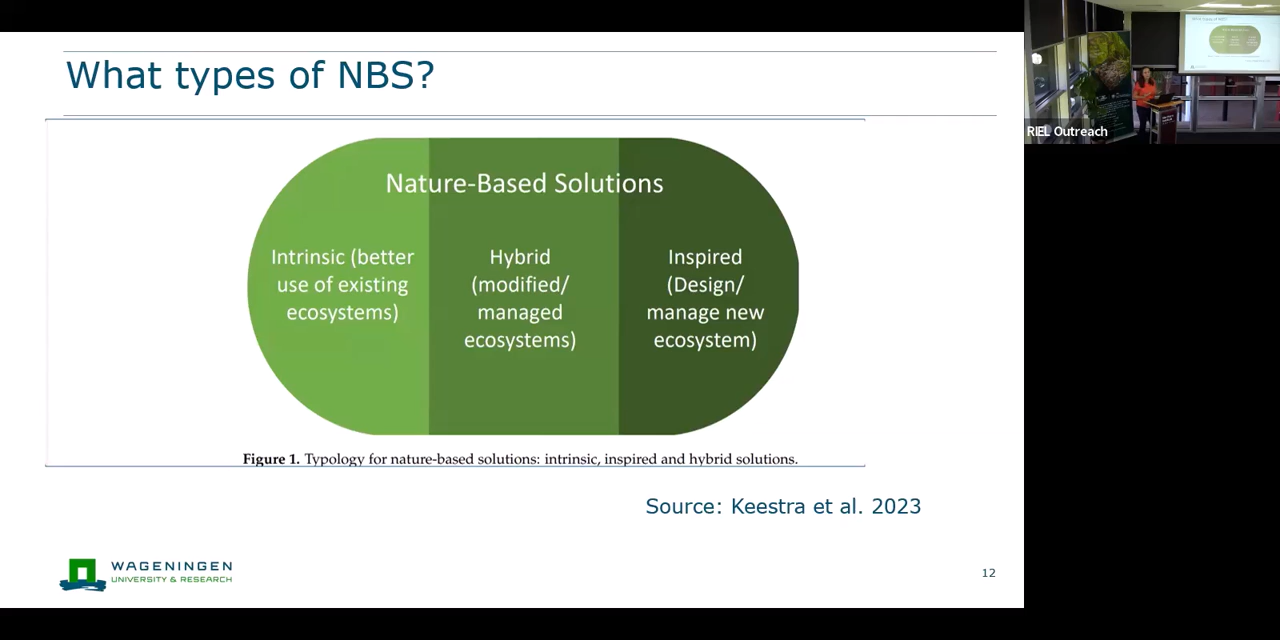 What types of NBS?
Nature-Based Solutions
Intrinsic (better
use of existing
ecosystems)
Hybrid
(modified/
managed
ecosystems)
Inspired
(Design/
manage new
ecosystem)
Figure 1. Typology for nature-based solutions: intrinsic, inspired and hybrid solutions.
Source: Keestra et al. 2023
WAGENINGEN
UNIVERSITY & RESEARCH
12
RIEL Outreach